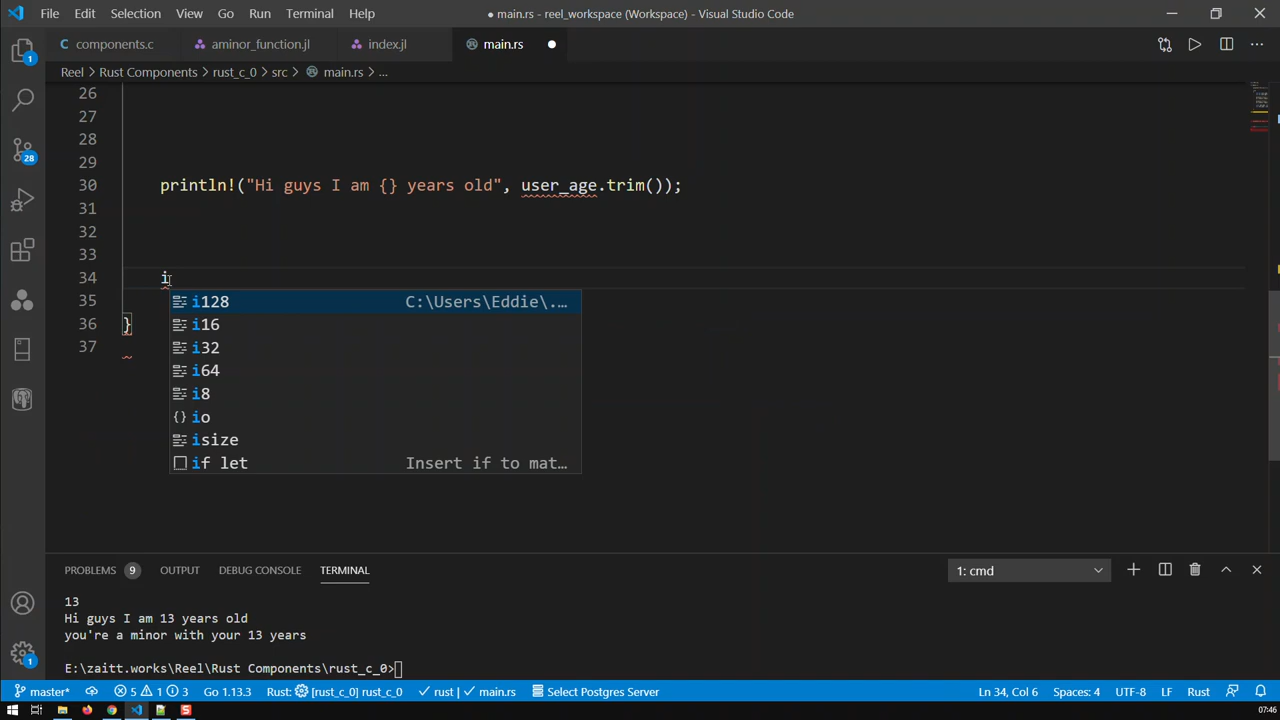 File Edit Selection View Go Run Terminal Help ● main.rs - reel_workspace (Workspace) - Visual Studio Code
components.c aminor_function.jl index.jl main.rs
Reel > Rust Components > rust_c_0 > src > main.rs > ...
26
27
28
29
30 println!("Hi guys I am {} years old", user_age.trim());
31
32
33
34 i
i128 C:\Users\Eddie\.…
35
i16
36 }
i32
37
i64
i8
io
isize
if let Insert if to mat…
1
28
PROBLEMS 9 OUTPUT DEBUG CONSOLE TERMINAL 1: cmd
13
Hi guys I am 13 years old
you're a minor with your 13 years
E:\zaitt.works\Reel\Rust Components\rust_c_0>
1
master* 5 1 3 Go 1.13.3 Rust: [rust_c_0] rust_c_0 ✓ rust | ✓ main.rs Select Postgres Server Ln 34, Col 6 Spaces: 4 UTF-8 LF Rust
07:46